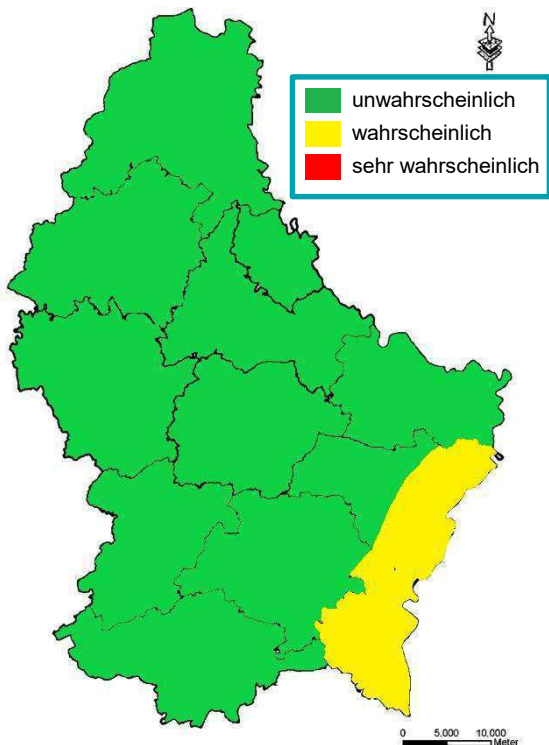 N
unwahrscheinlich
wahrscheinlich
sehr wahrscheinlich
0 5.000 10.000
Meter